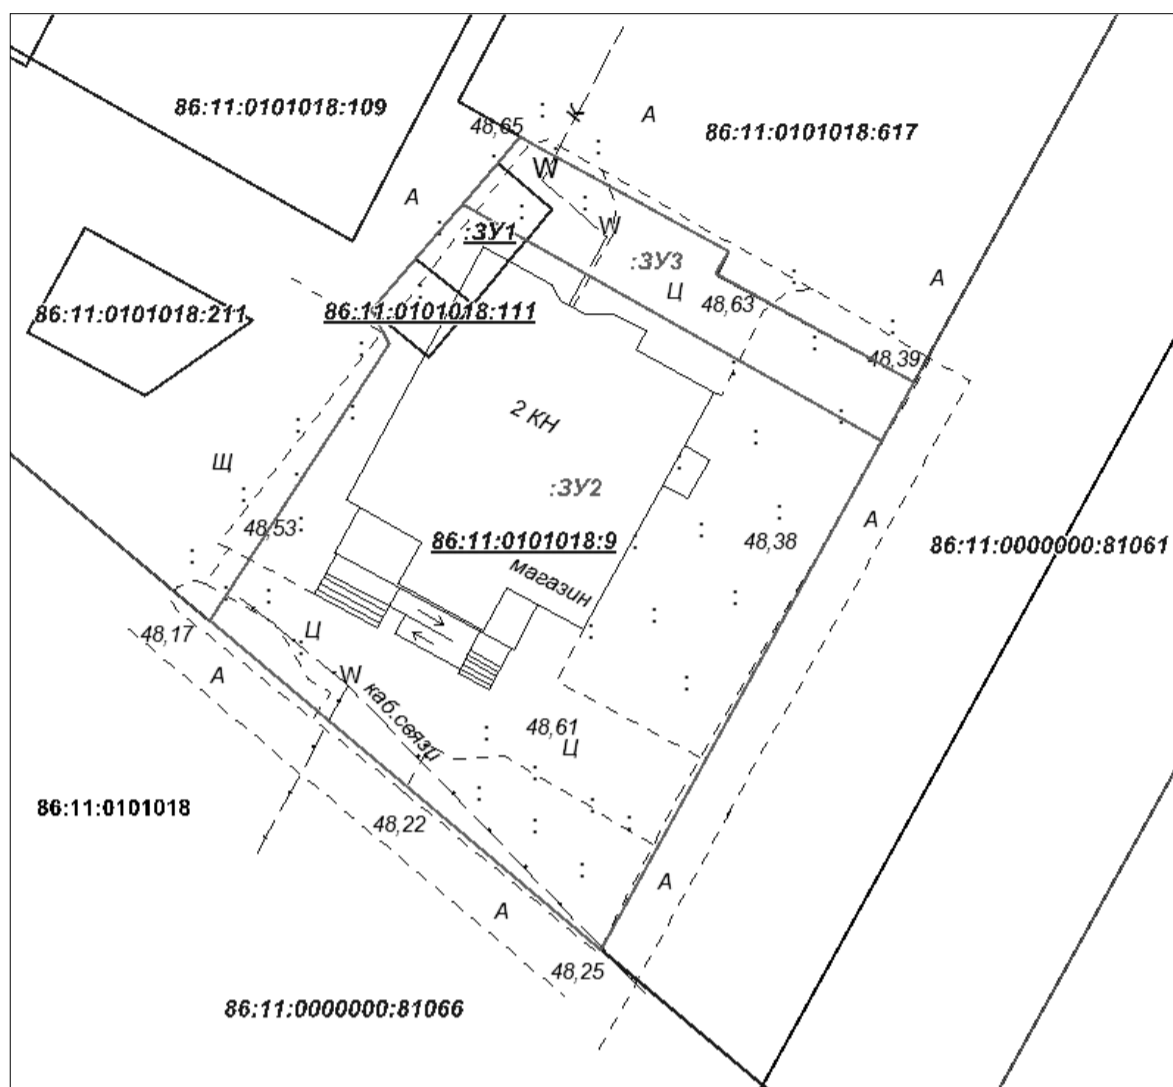 86:11:0101018:109
48,65
К
А
86:11:0101018:617
W
А
W
:ЗУ1
:ЗУ3
А
Ц
48,63
86:11:0101018:211
86:11:0101018:111
48,39
2 КН
Щ
:ЗУ2
48,53
86:11:0101018:9
48,38
А
86:11:0000000:81061
магазин
48,17
Ц
А
W
каб.связи
48,61
Ц
86:11:0101018
48,22
А
А
48,25
86:11:0000000:81066